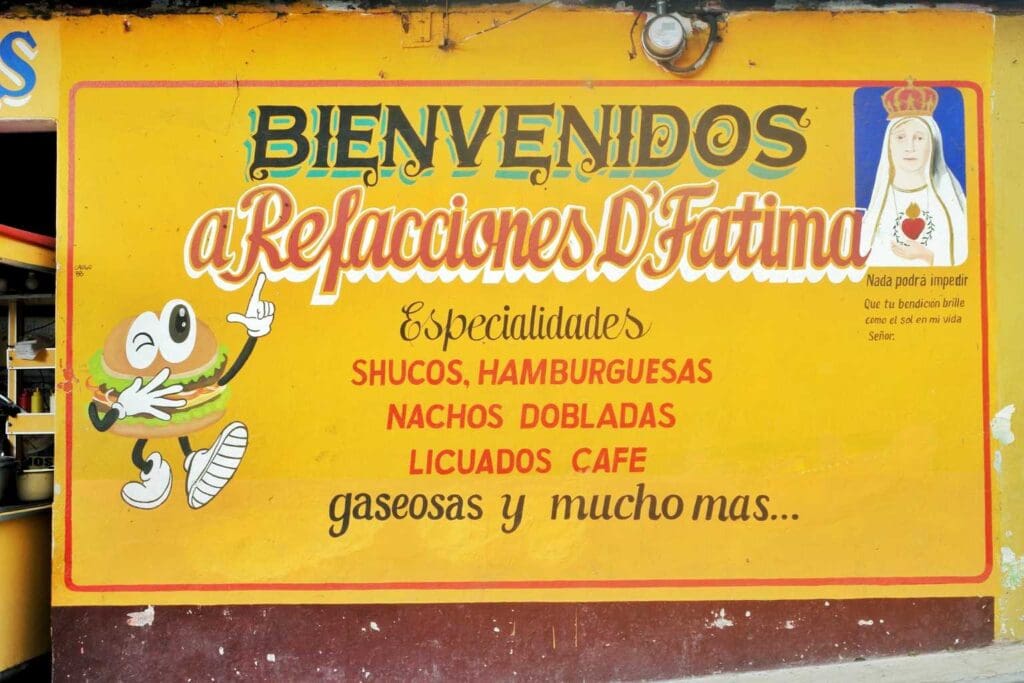 S
BIENVENIDOS
a Refacciones D'Fatima
Nada podrá impedir
Que tu bendición brille
como el sol en mi vida
Señor.
Especialidades
SHUCOS, HAMBURGUESAS
NACHOS DOBLADAS
LICUADOS CAFE
gaseosas y mucho mas...